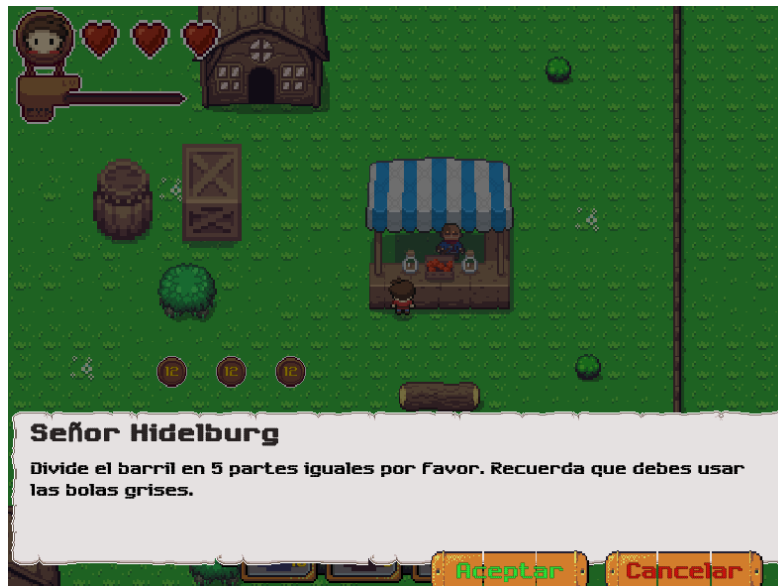 12 12 12
Señor Hidelburg
Divide el barril en 5 partes iguales por favor. Recuerda que debes usar
las bolas grises.
Aceptar Cancelar